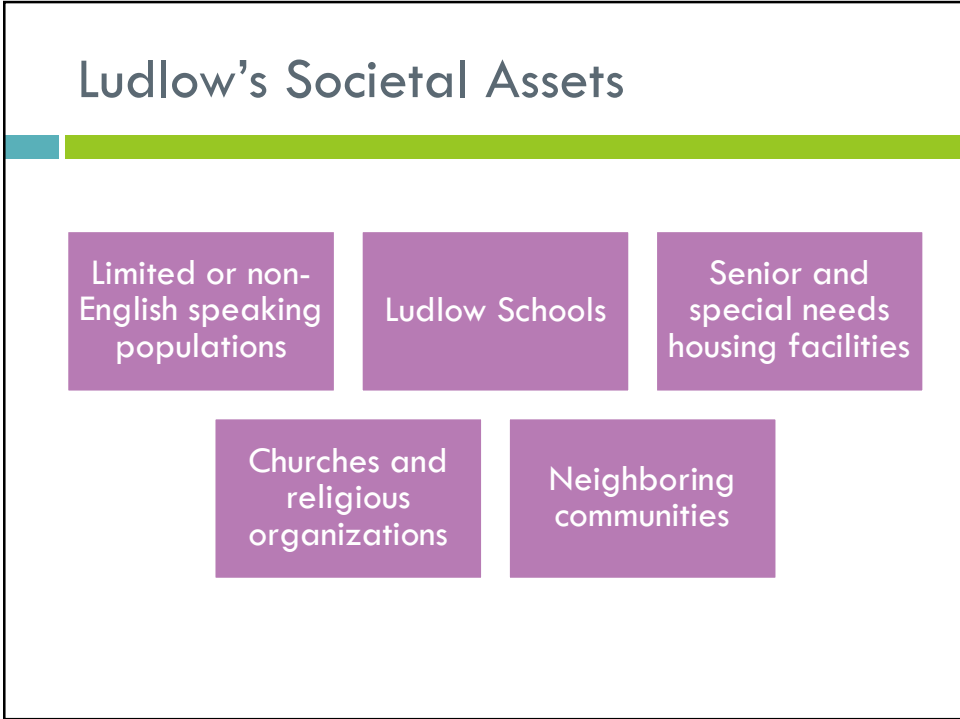 Ludlow’s Societal Assets
Limited or non-
English speaking
populations
Ludlow Schools
Senior and
special needs
housing facilities
Churches and
religious
organizations
Neighboring
communities